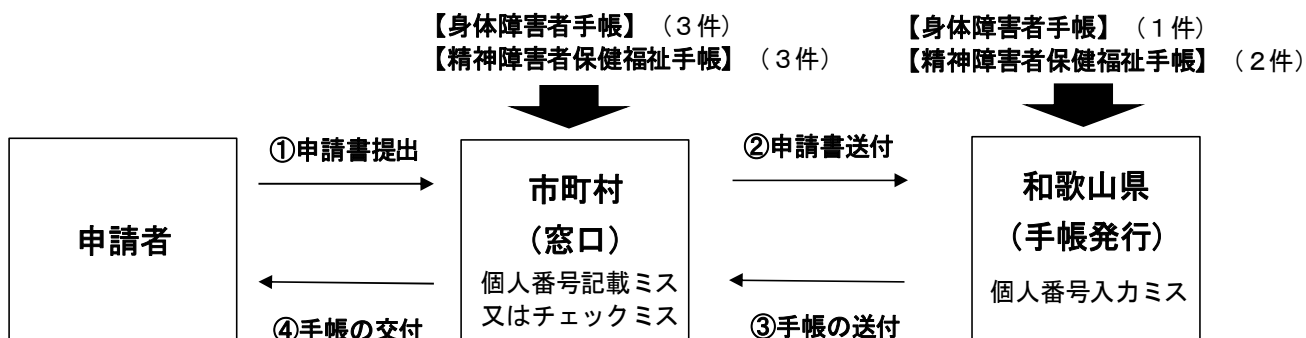 【身体障害者手帳】（３件）
【精神障害者保健福祉手帳】（３件）
【身体障害者手帳】（１件）
【精神障害者保健福祉手帳】（２件）
①申請書提出
②申請書送付
申請者
市町村
（窓口）
個人番号記載ミス
又はチェックミス
和歌山県
（手帳発行）
個人番号入力ミス
④手帳の交付
③手帳の送付